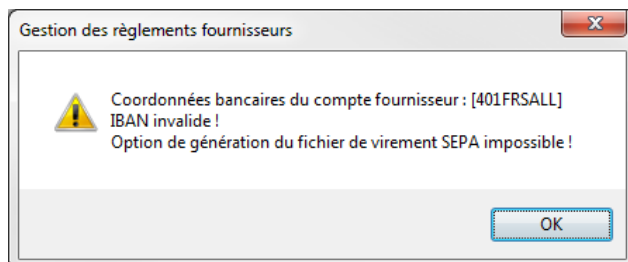 Gestion des règlements fournisseurs
Coordonnées bancaires du compte fournisseur : [401FRSALL]
IBAN invalide !
Option de génération du fichier de virement SEPA impossible !
OK